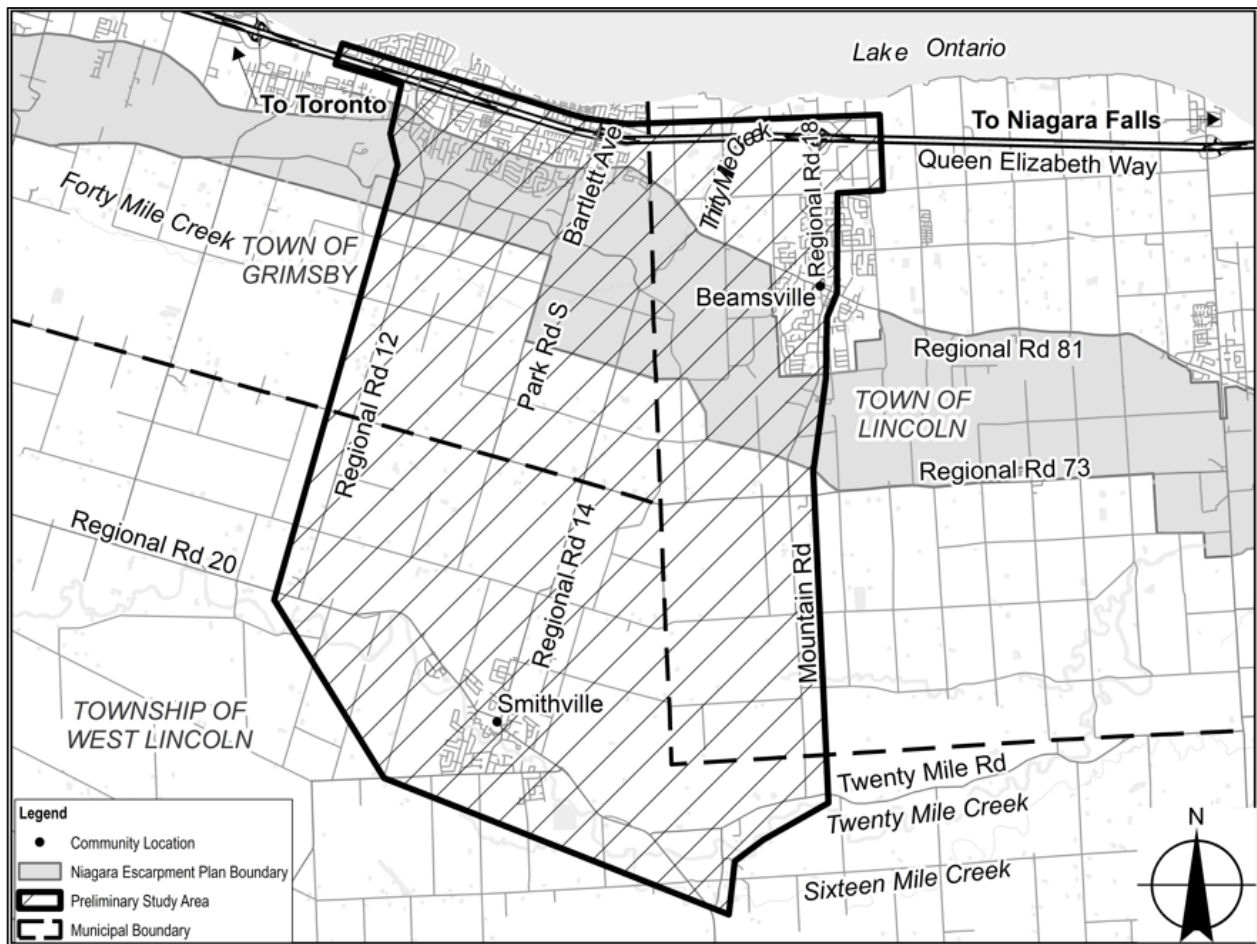 Lake Ontario
To Toronto
To Niagara Falls
Queen Elizabeth Way
Thirty Mile Creek
Regional Rd 18
Bartlett Ave
Forty Mile Creek
TOWN OF
GRIMSBY
Beamsville
Park Rd S
Regional Rd 12
Regional Rd 81
TOWN OF
LINCOLN
Regional Rd 73
Regional Rd 20
Regional Rd 14
Mountain Rd
Smithville
TOWNSHIP OF
WEST LINCOLN
Twenty Mile Rd
Twenty Mile Creek
Sixteen Mile Creek
Legend
Community Location
Niagara Escarpment Plan Boundary
Preliminary Study Area
Municipal Boundary
N